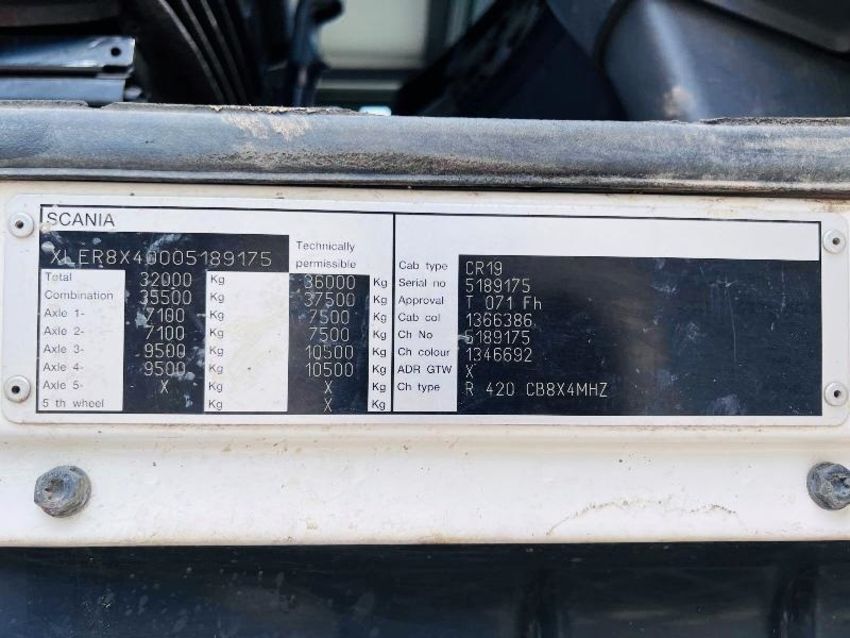 SCANIA
XLER8X40005189175 Technically permissible
Total 32000 Kg 36000 Kg
Combination 35500 Kg 37500 Kg
Axle 1- 7100 Kg 7500 Kg
Axle 2- 7100 Kg 7500 Kg
Axle 3- 9500 Kg 10500 Kg
Axle 4- 9500 Kg 10500 Kg
Axle 5- X Kg X Kg
5 th wheel Kg X Kg
Cab type CR19
Serial no 5189175
Approval T 071 Fh
Cab col 1366386
Ch No 5189175
Ch colour 1346692
ADR GTW X
Ch type R 420 CB8X4MHZ